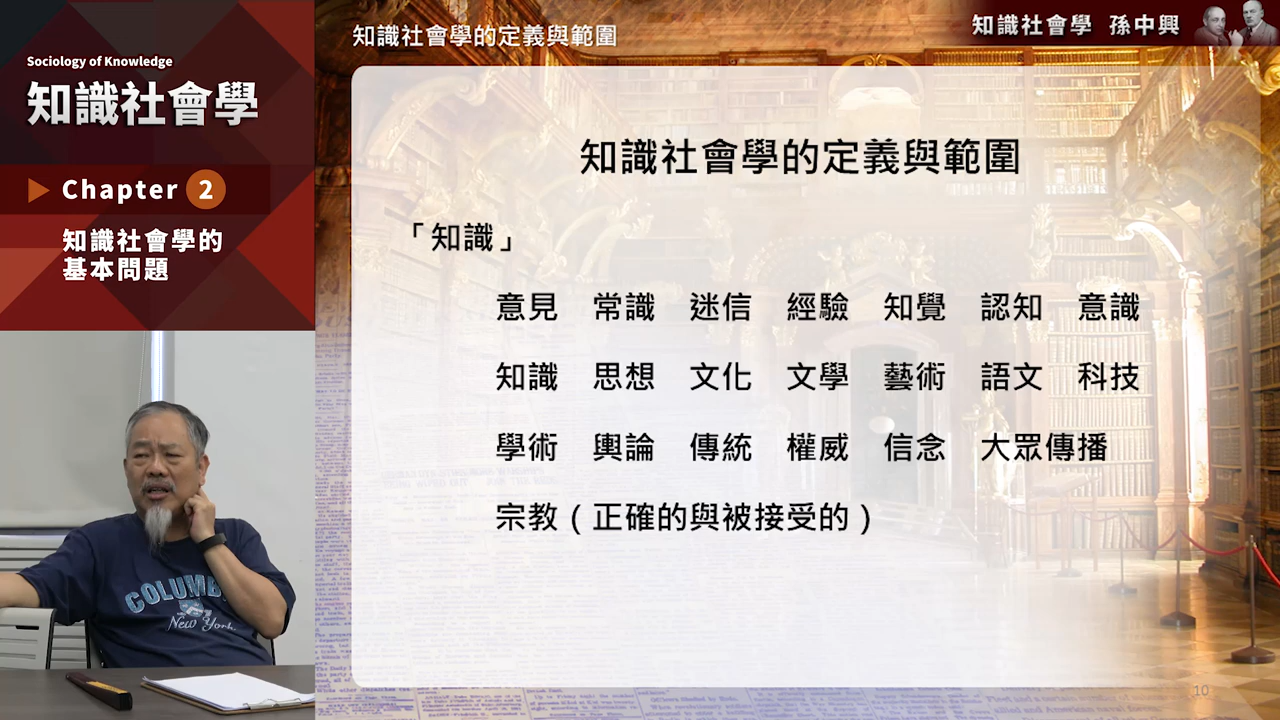 Sociology of Knowledge
知識社會學
Chapter 2
知識社會學的
基本問題
知識社會學的定義與範圍
知識社會學 孫中興
知識社會學的定義與範圍
「知識」
意見 常識 迷信 經驗 知覺 認知 意識
知識 思想 文化 文學 藝術 語文 科技
學術 輿論 傳統 權威 信念 大眾傳播
宗教(正確的與被接受的)
New York.
10